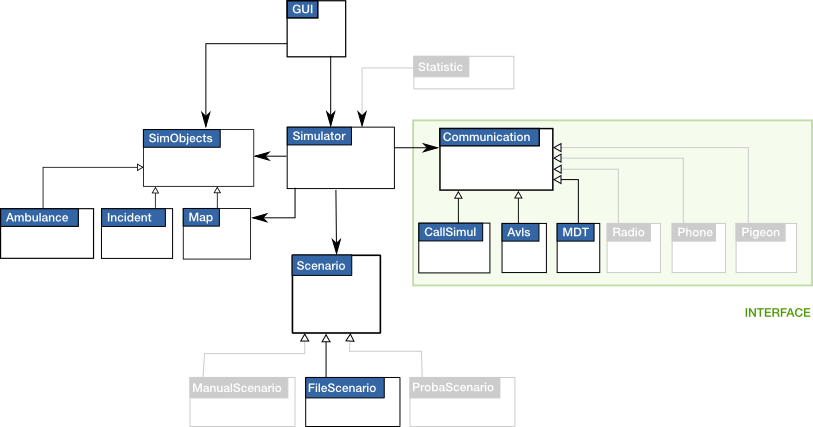 GUI
Statistic
SimObjects
Simulator
Communication
Ambulance
Incident
Map
CallSimul
Avls
MDT
Radio
Phone
Pigeon
Scenario
INTERFACE
ManualScenario
FileScenario
ProbaScenario